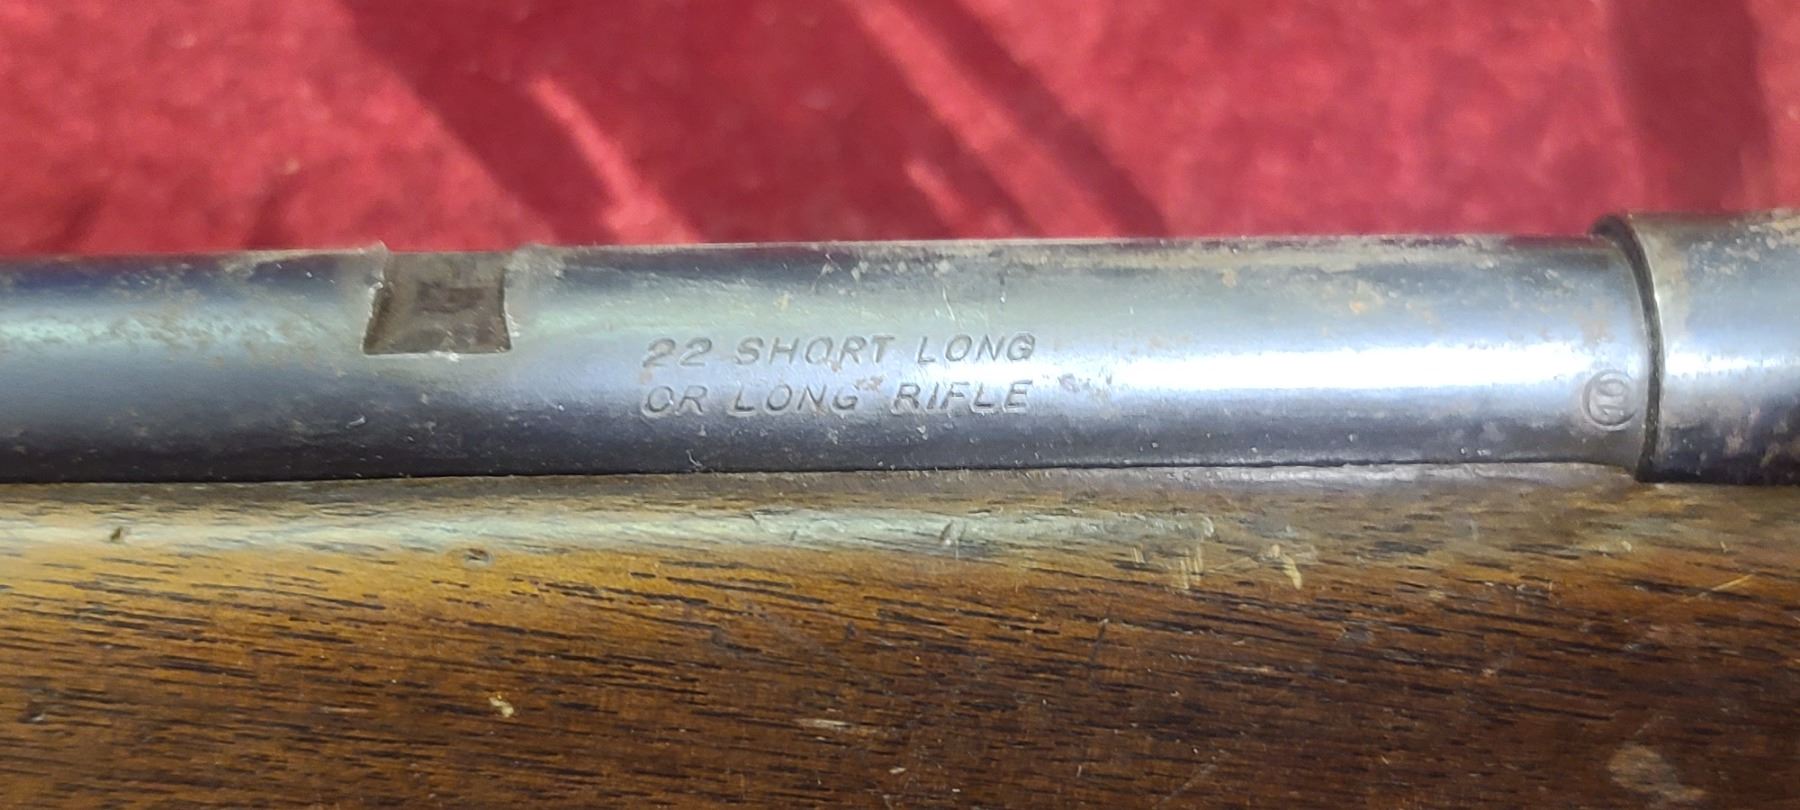 22 SHORT LONG
OR LONG RIFLE